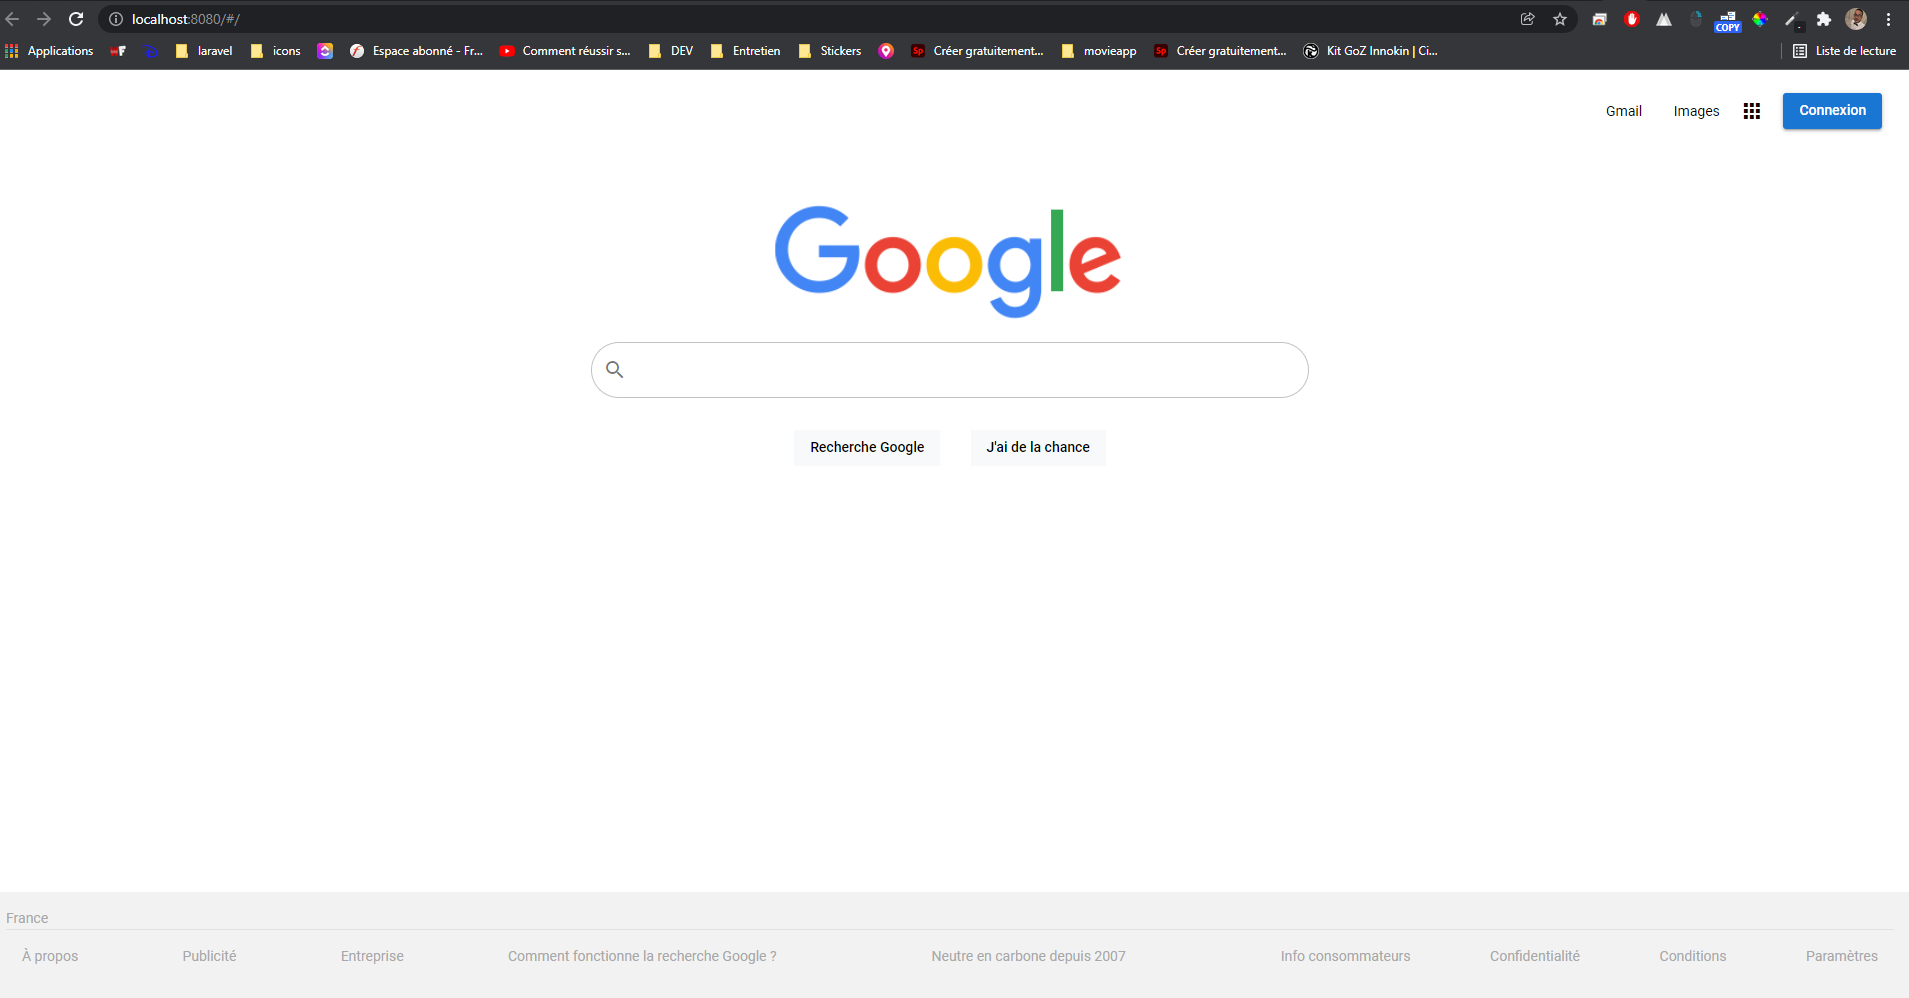 localhost:8080/#/
COPY
Applications F laravel icons Espace abonné - Fr... Comment réussir s... DEV Entretien Stickers Sp Créer gratuitement... movieapp Sp Créer gratuitement... Kit GoZ Innokin | Ci... Liste de lecture
Gmail Images Connexion
Google
Recherche Google J'ai de la chance
France
À propos Publicité Entreprise Comment fonctionne la recherche Google ? Neutre en carbone depuis 2007 Info consommateurs Confidentialité Conditions Paramètres